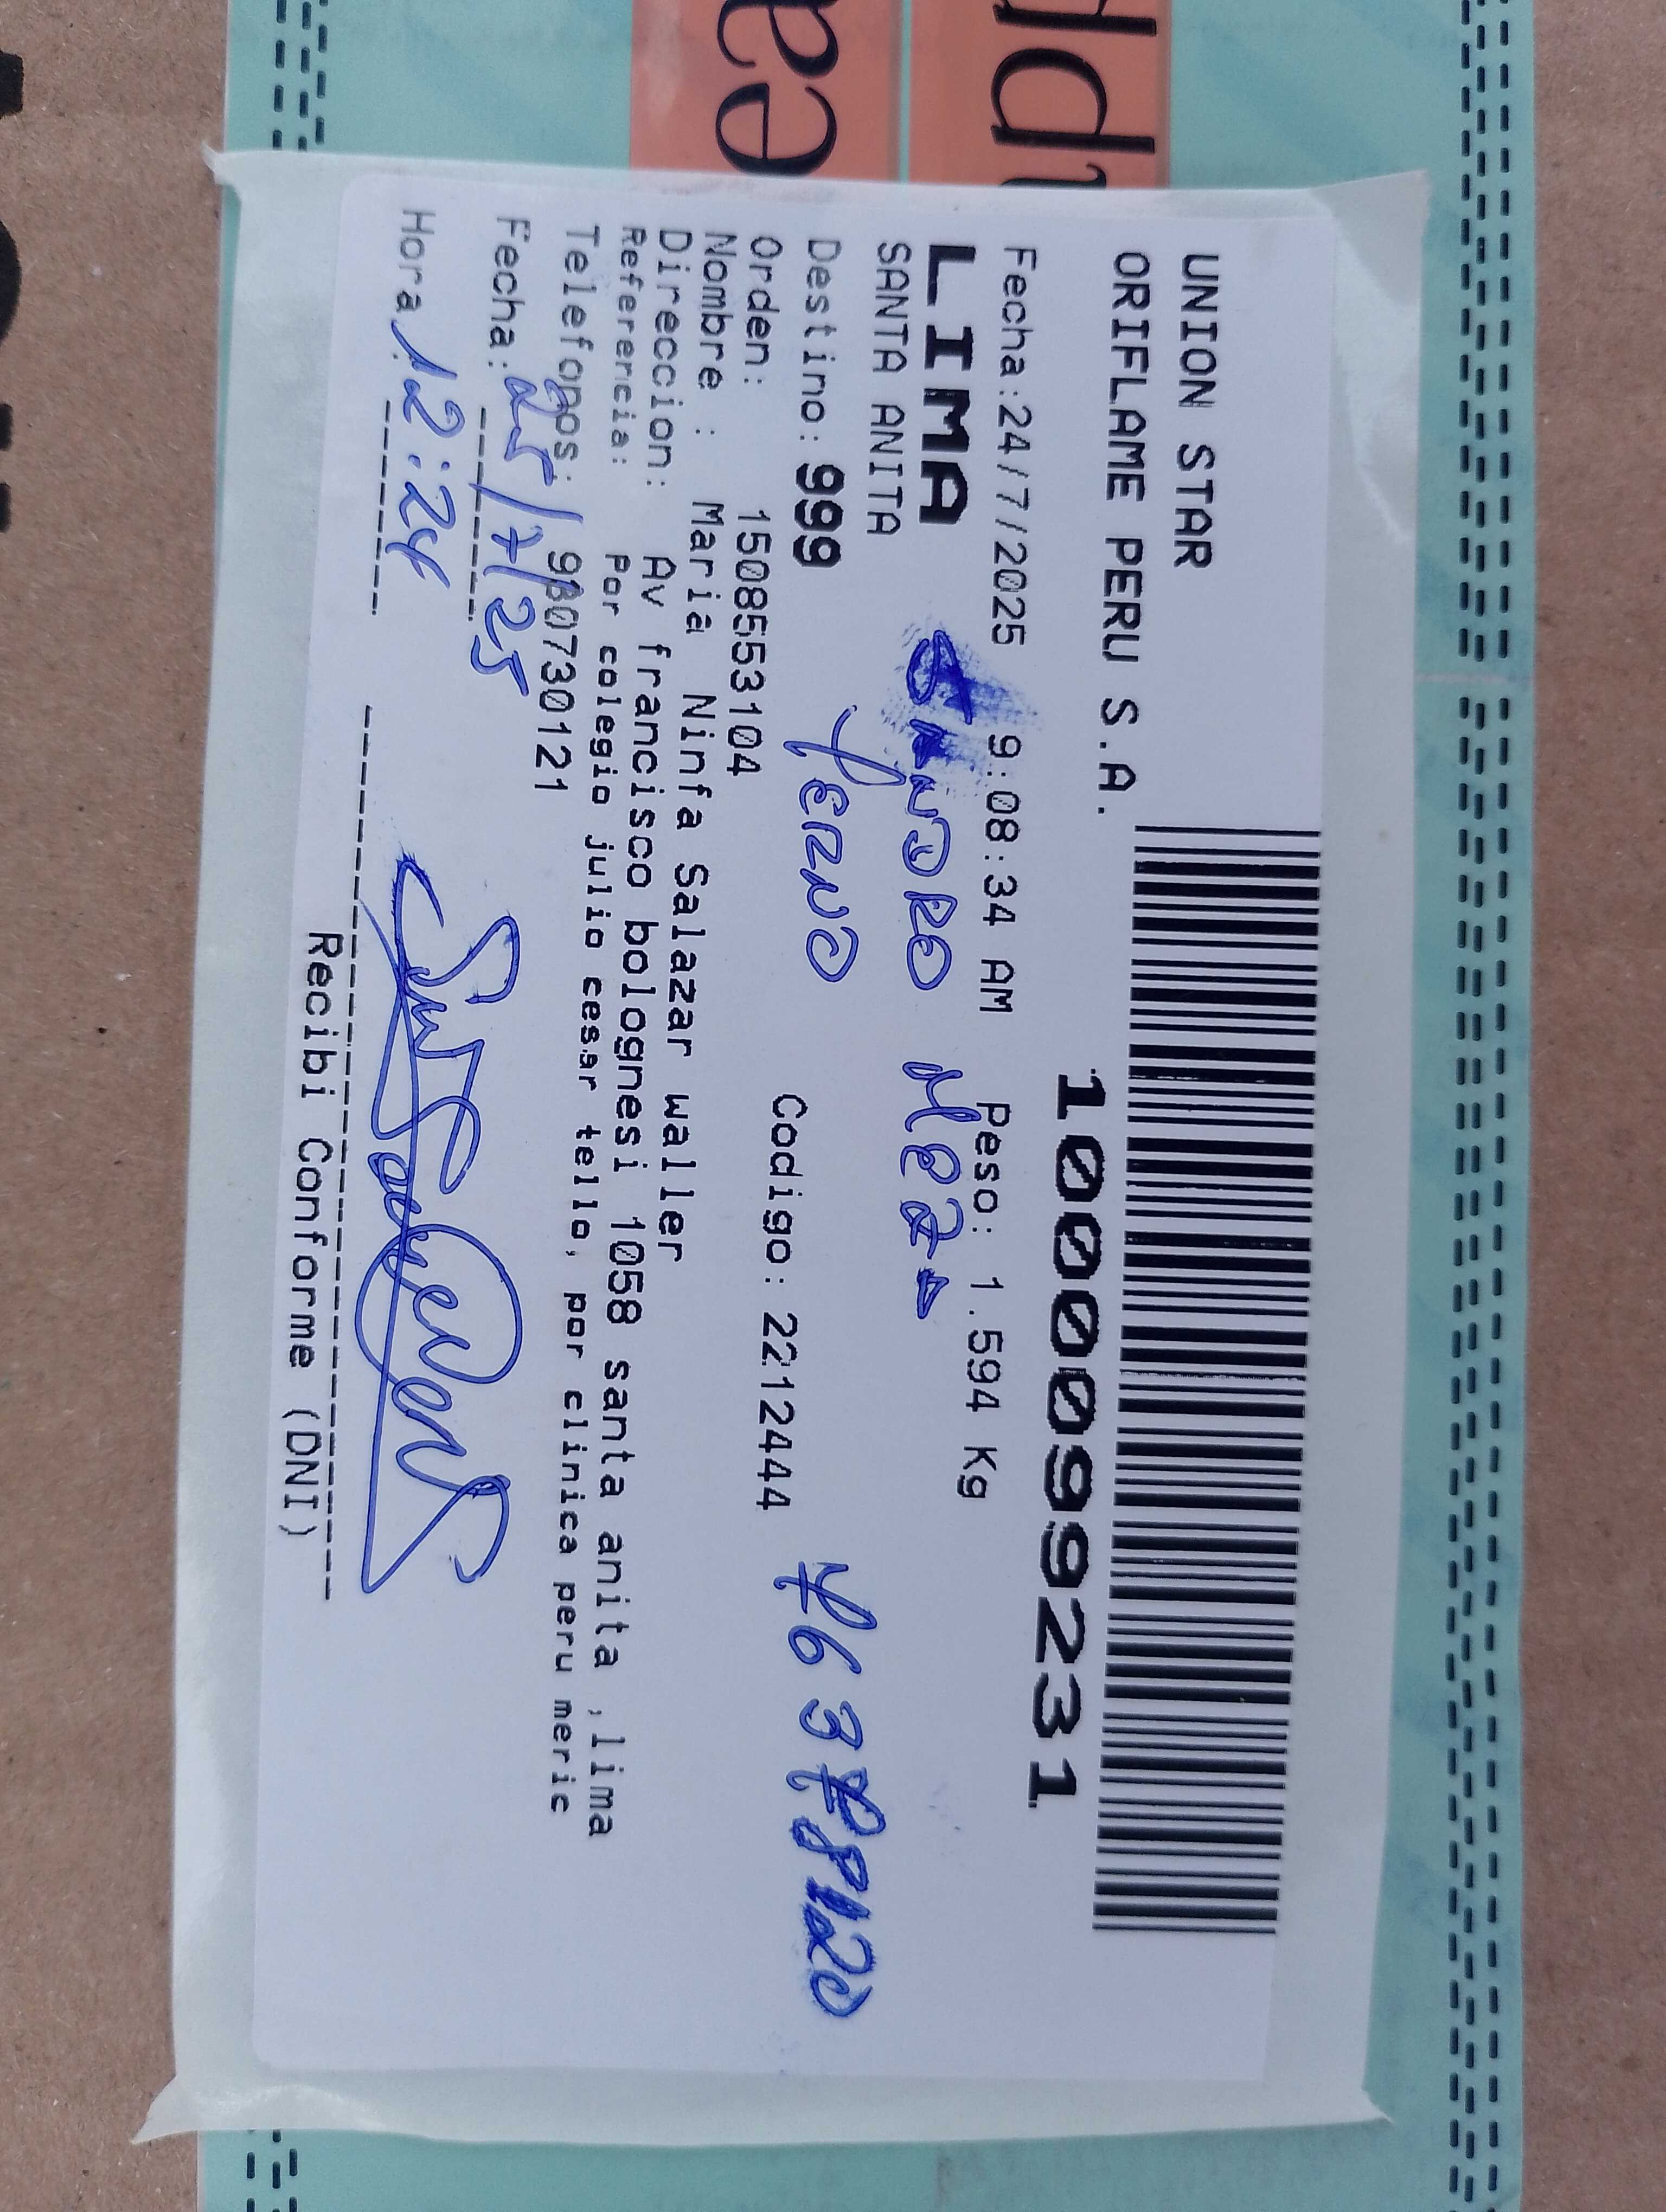 UNION STAR
ORIFLAME PERU S.A.
1000099231
Fecha:24/7/2025 9:08:34 AM Peso: 1.594 Kg
LIMA
SANDRO MEZA
SANTA ANITA
Destino: 999 YERNO
Codigo: 2212444
Orden: 1508553104
Nombre : Maria Ninfa Salazar waller
Direccion: Av francisco bolognesi 1058 santa anita ,lima
Referencia: Por colegio julio cesar tello, por clinica peru meric
Telefonos: 980730121
Fecha: 25/7/25
Hora 12:24
Recibi Conforme (DNI)